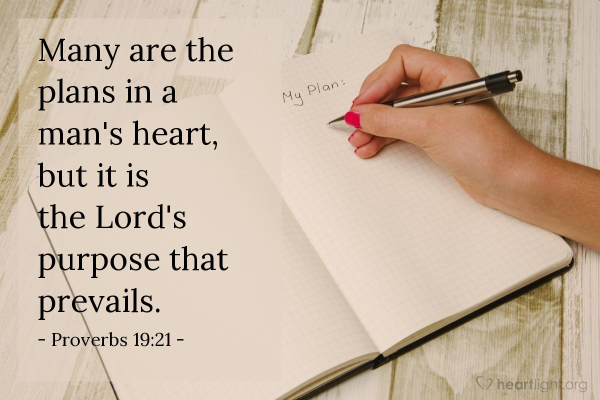 Many are the
plans in a
man's heart,
but it is
the Lord's
purpose that
prevails.
- Proverbs 19:21 -
My Plan:
heartlight.org